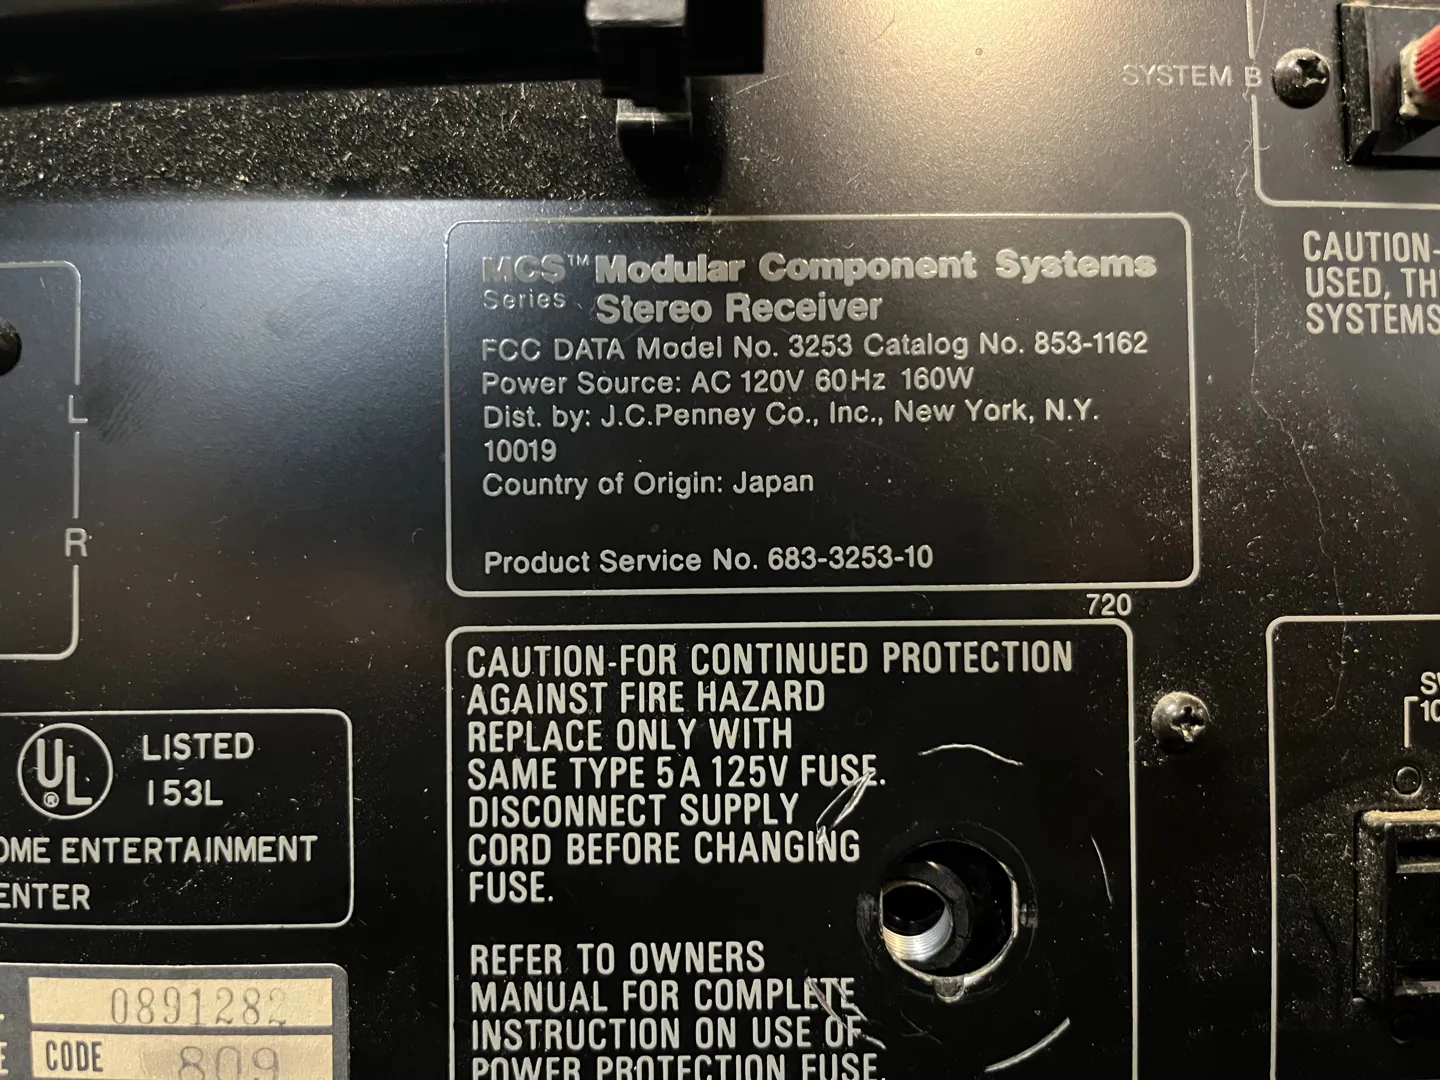 SYSTEM B
CAUTION-
USED, TH
SYSTEMS
MCS™ Modular Component Systems
Series Stereo Receiver
FCC DATA Model No. 3253 Catalog No. 853-1162
Power Source: AC 120V 60Hz 160W
Dist. by: J.C.Penney Co., Inc., New York, N.Y.
10019
Country of Origin: Japan
Product Service No. 683-3253-10
720
L
R
UL® LISTED
153L
OME ENTERTAINMENT
ENTER
0891282
CODE 809
CAUTION-FOR CONTINUED PROTECTION
AGAINST FIRE HAZARD
REPLACE ONLY WITH
SAME TYPE 5A 125V FUSE.
DISCONNECT SUPPLY
CORD BEFORE CHANGING
FUSE.
REFER TO OWNERS
MANUAL FOR COMPLETE
INSTRUCTION ON USE OF
POWER PROTECTION FUSE.